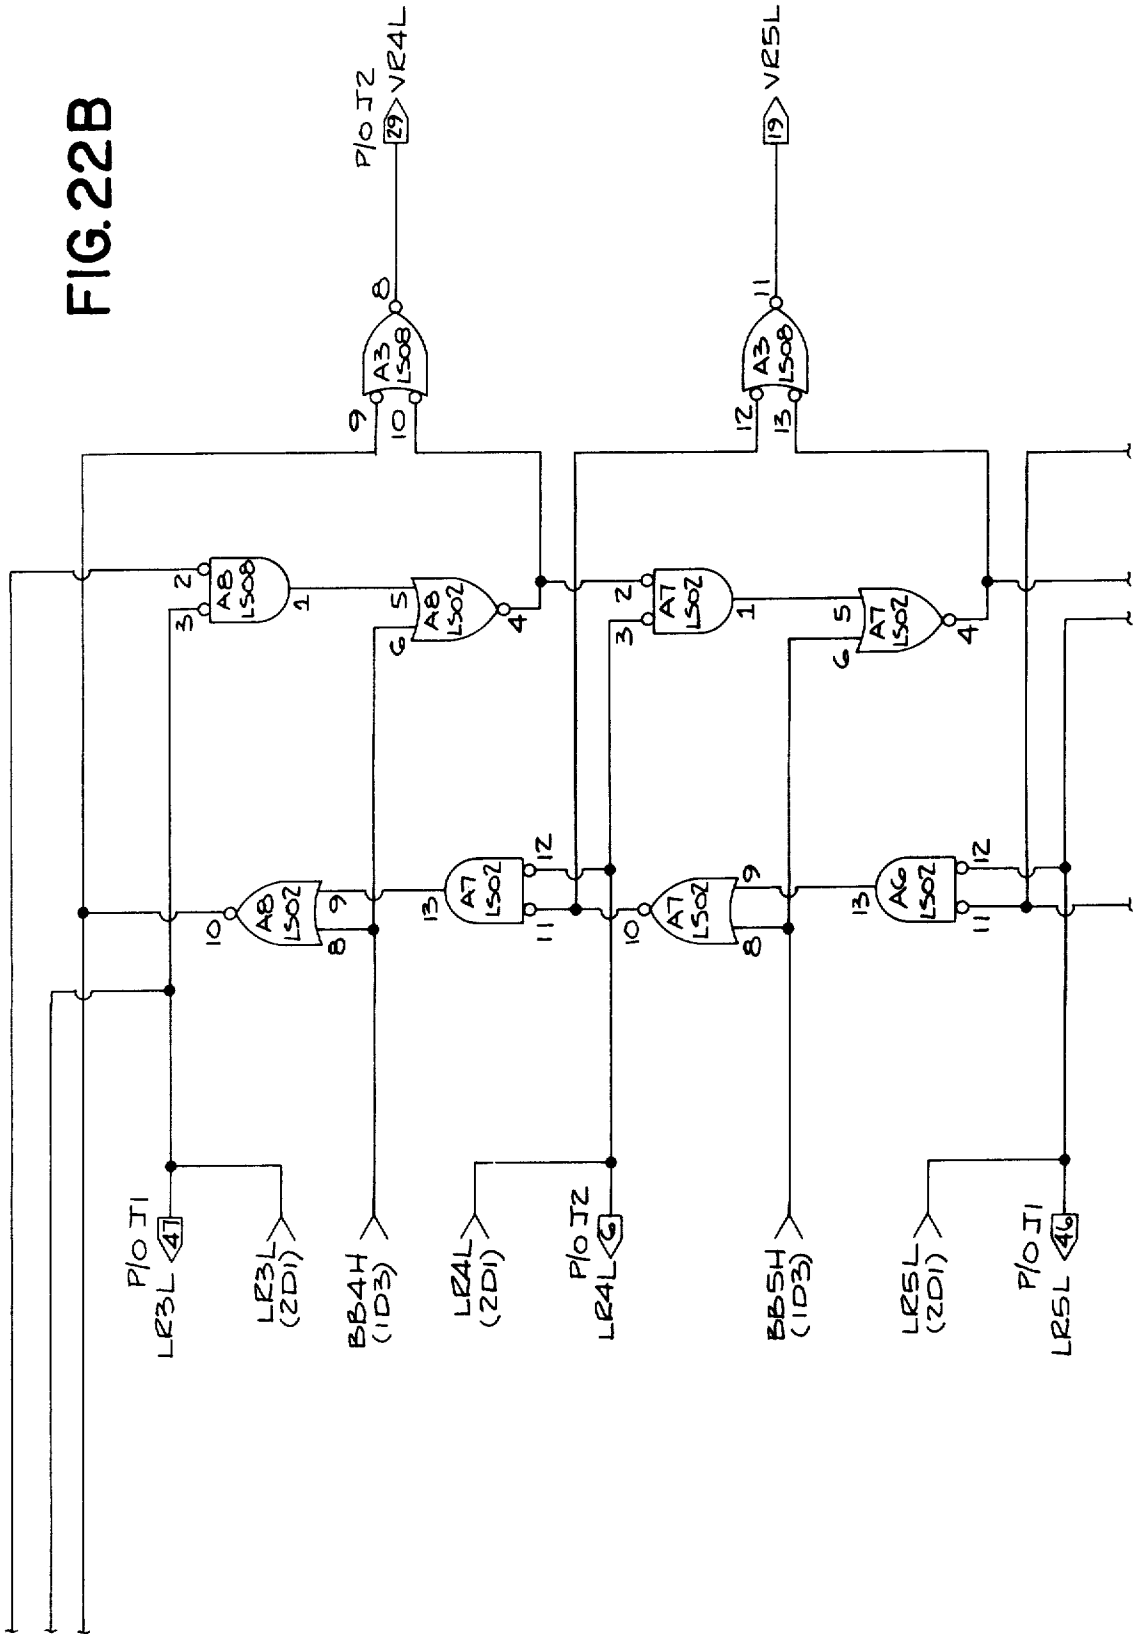 FIG. 22B
P/O J2
29 VR4L
8
A3
LS08
9
10
19 VR5L
11
A3
LS08
12
13
2
3
A8
LS08
1
5
6
A8
LS02
4
2
3
A7
LS02
1
5
6
A7
LS02
4
10
A8
LS02
9
8
13
A7
LS02
12
11
10
A7
LS02
9
8
13
A6
LS02
12
11
P/O J1
LR3L 47
LR3L
(2D1)
BB4H
(1D3)
LR4L
(2D1)
P/O J2
LR4L 6
BB5H
(1D3)
LR5L
(2D1)
P/O J1
LR5L 46